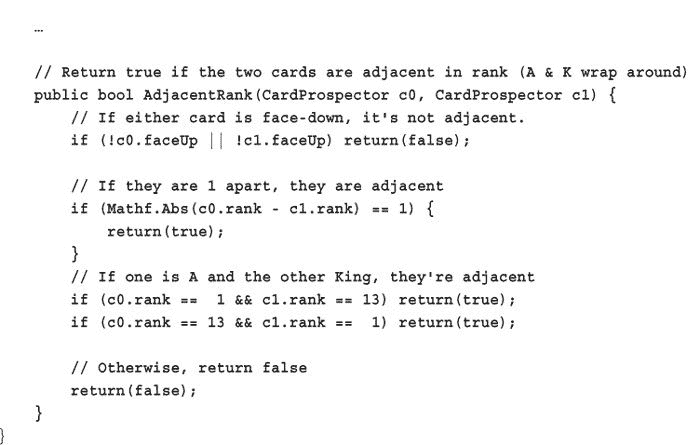 …
// Return true if the two cards are adjacent in rank (A & K wrap around)
public bool AdjacentRank(CardProspector c0, CardProspector c1) {
// If either card is face-down, it's not adjacent.
if (!c0.faceUp || !c1.faceUp) return(false);
// If they are 1 apart, they are adjacent
if (Mathf.Abs(c0.rank - c1.rank) == 1) {
return(true);
}
// If one is A and the other King, they're adjacent
if (c0.rank ==  1 && c1.rank == 13) return(true);
if (c0.rank == 13 && c1.rank ==  1) return(true);
// Otherwise, return false
return(false);
}
}